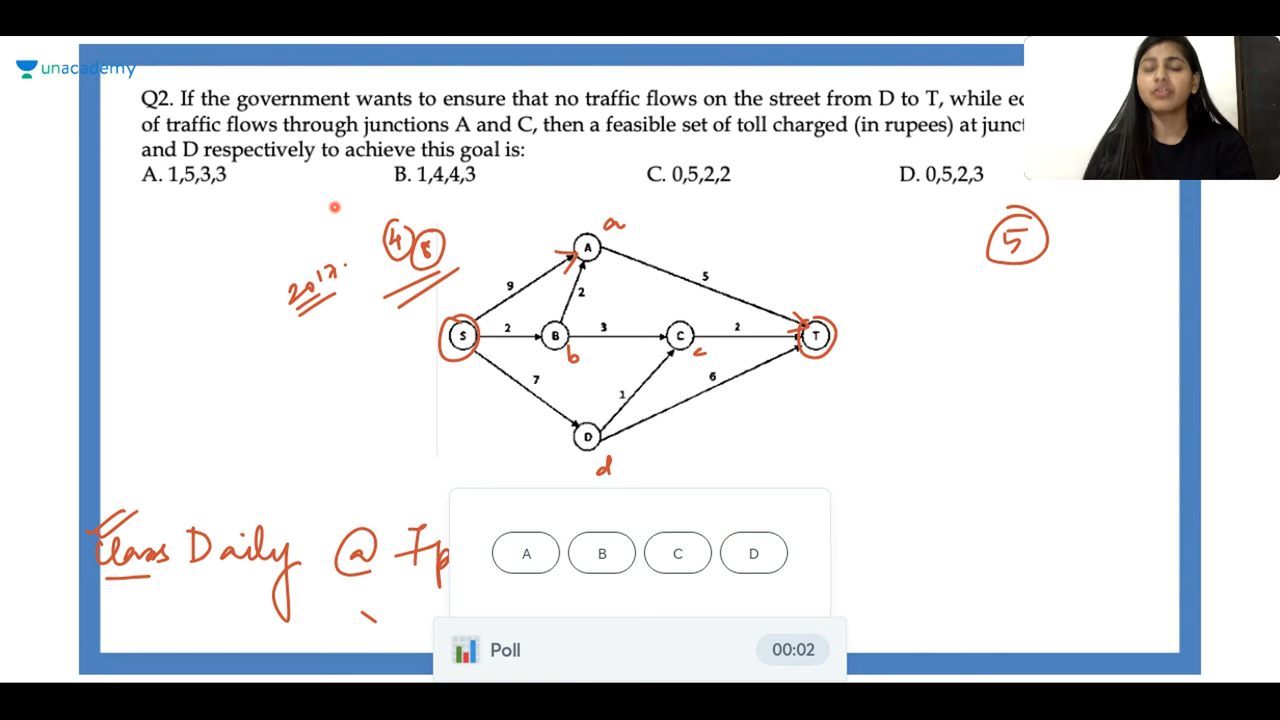 unacademy
Q2. If the government wants to ensure that no traffic flows on the street from D to T, while
of traffic flows through junctions A and C, then a feasible set of toll charged (in rupees) at
and D respectively to achieve this goal is:
A. 1,5,3,3 B. 1,4,4,3 C. 0,5,2,2 D. 0,5,2,3
2017.
4 8
5
a
A
9
2
5
S
2
B
3
C
2
T
b
c
7
1
6
D
d
Class Daily @ 7p
A B C D
Poll
00:02